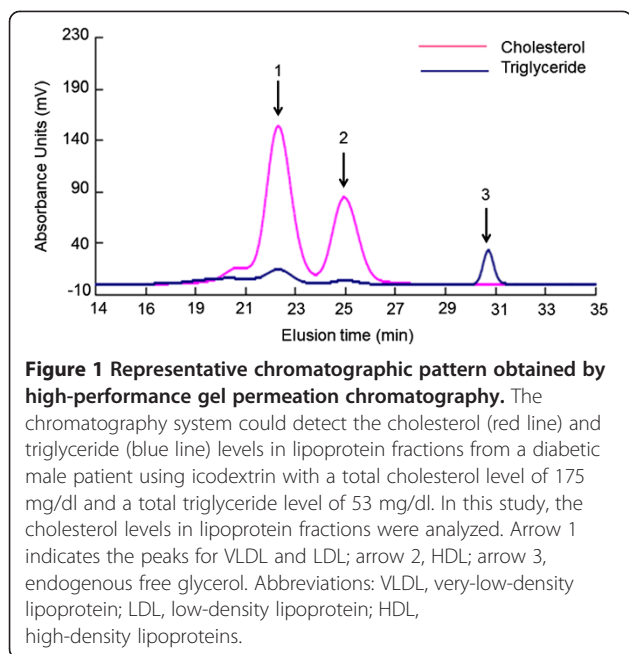 230
190
140
90
40
-10
Absorbance Units (mV)
1
2
3
Cholesterol
Triglyceride
14 16 19 21 23 25 27 29 31 33 35
Elusion time (min)
Figure 1 Representative chromatographic pattern obtained by
high-performance gel permeation chromatography. The
chromatography system could detect the cholesterol (red line) and
triglyceride (blue line) levels in lipoprotein fractions from a diabetic
male patient using icodextrin with a total cholesterol level of 175
mg/dl and a total triglyceride level of 53 mg/dl. In this study, the
cholesterol levels in lipoprotein fractions were analyzed. Arrow 1
indicates the peaks for VLDL and LDL; arrow 2, HDL; arrow 3,
endogenous free glycerol. Abbreviations: VLDL, very-low-density
lipoprotein; LDL, low-density lipoprotein; HDL,
high-density lipoproteins.